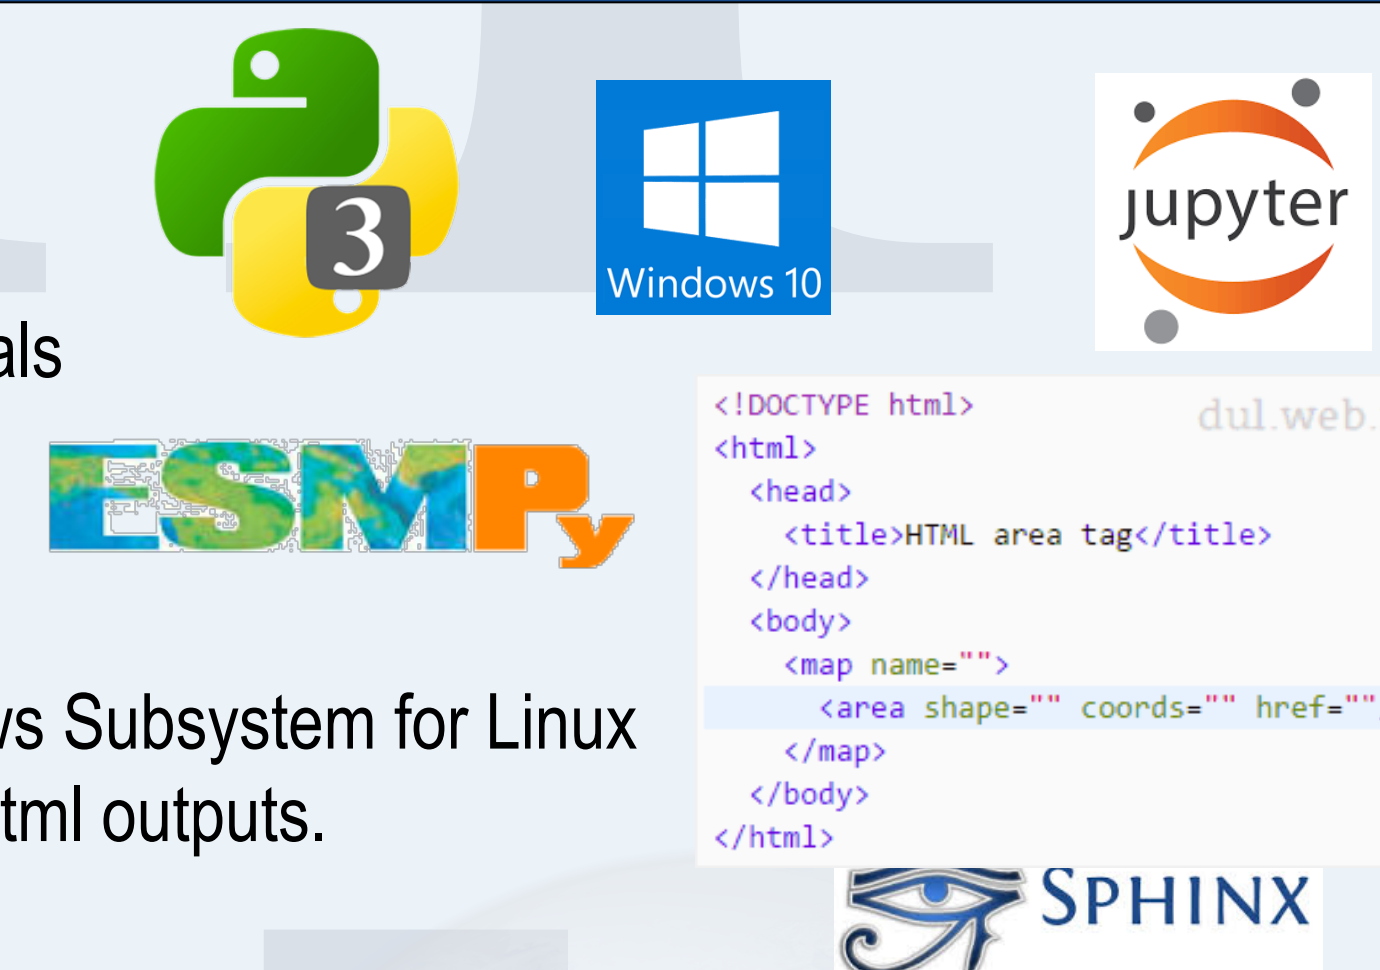 3
Windows 10
jupyter
als
ESMPy
<!DOCTYPE html>
dul.web.
<html>
<head>
<title>HTML area tag</title>
</head>
<body>
<map name="">
<area shape="" coords="" href=""
</map>
</body>
</html>
ws Subsystem for Linux
tml outputs.
SPHINX